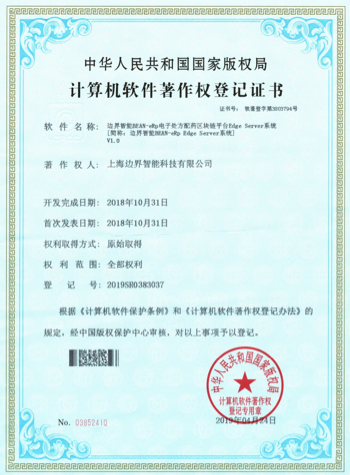 中华人民共和国国家版权局
计算机软件著作权登记证书
证书号： 软著登字第3803794号
软件名称： 边界智能BEAN-eRp电子处方配药区块链平台Edge Server系统
[简称：边界智能BEAN-eRp Edge Server系统]
V1.0
著作权人： 上海边界智能科技有限公司
开发完成日期： 2018年10月31日
首次发表日期： 2018年10月31日
权利取得方式： 原始取得
权利范围： 全部权利
登记号： 2019SR0383037
根据《计算机软件保护条例》和《计算机软件著作权登记办法》的
规定，经中国版权保护中心审核，对以上事项予以登记。
中华人民共和国国家版权局
计算机软件著作权
登记专用章
No. 03852410
2019年04月24日